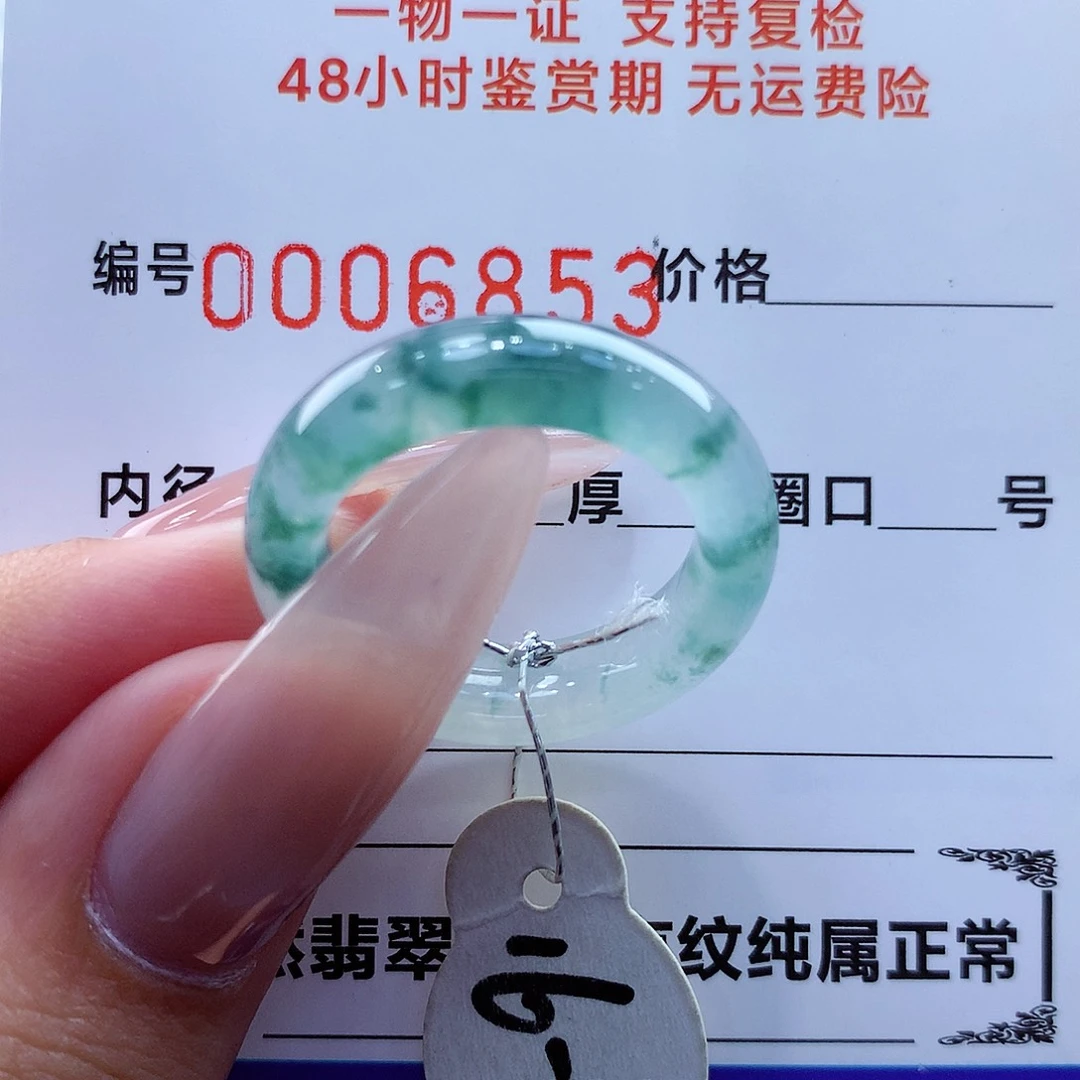 一物一证 支持复检
48小时鉴赏期 无运费险
编号0006853价格
内径 厚 圈口 号
然翡翠 纹纯属正常